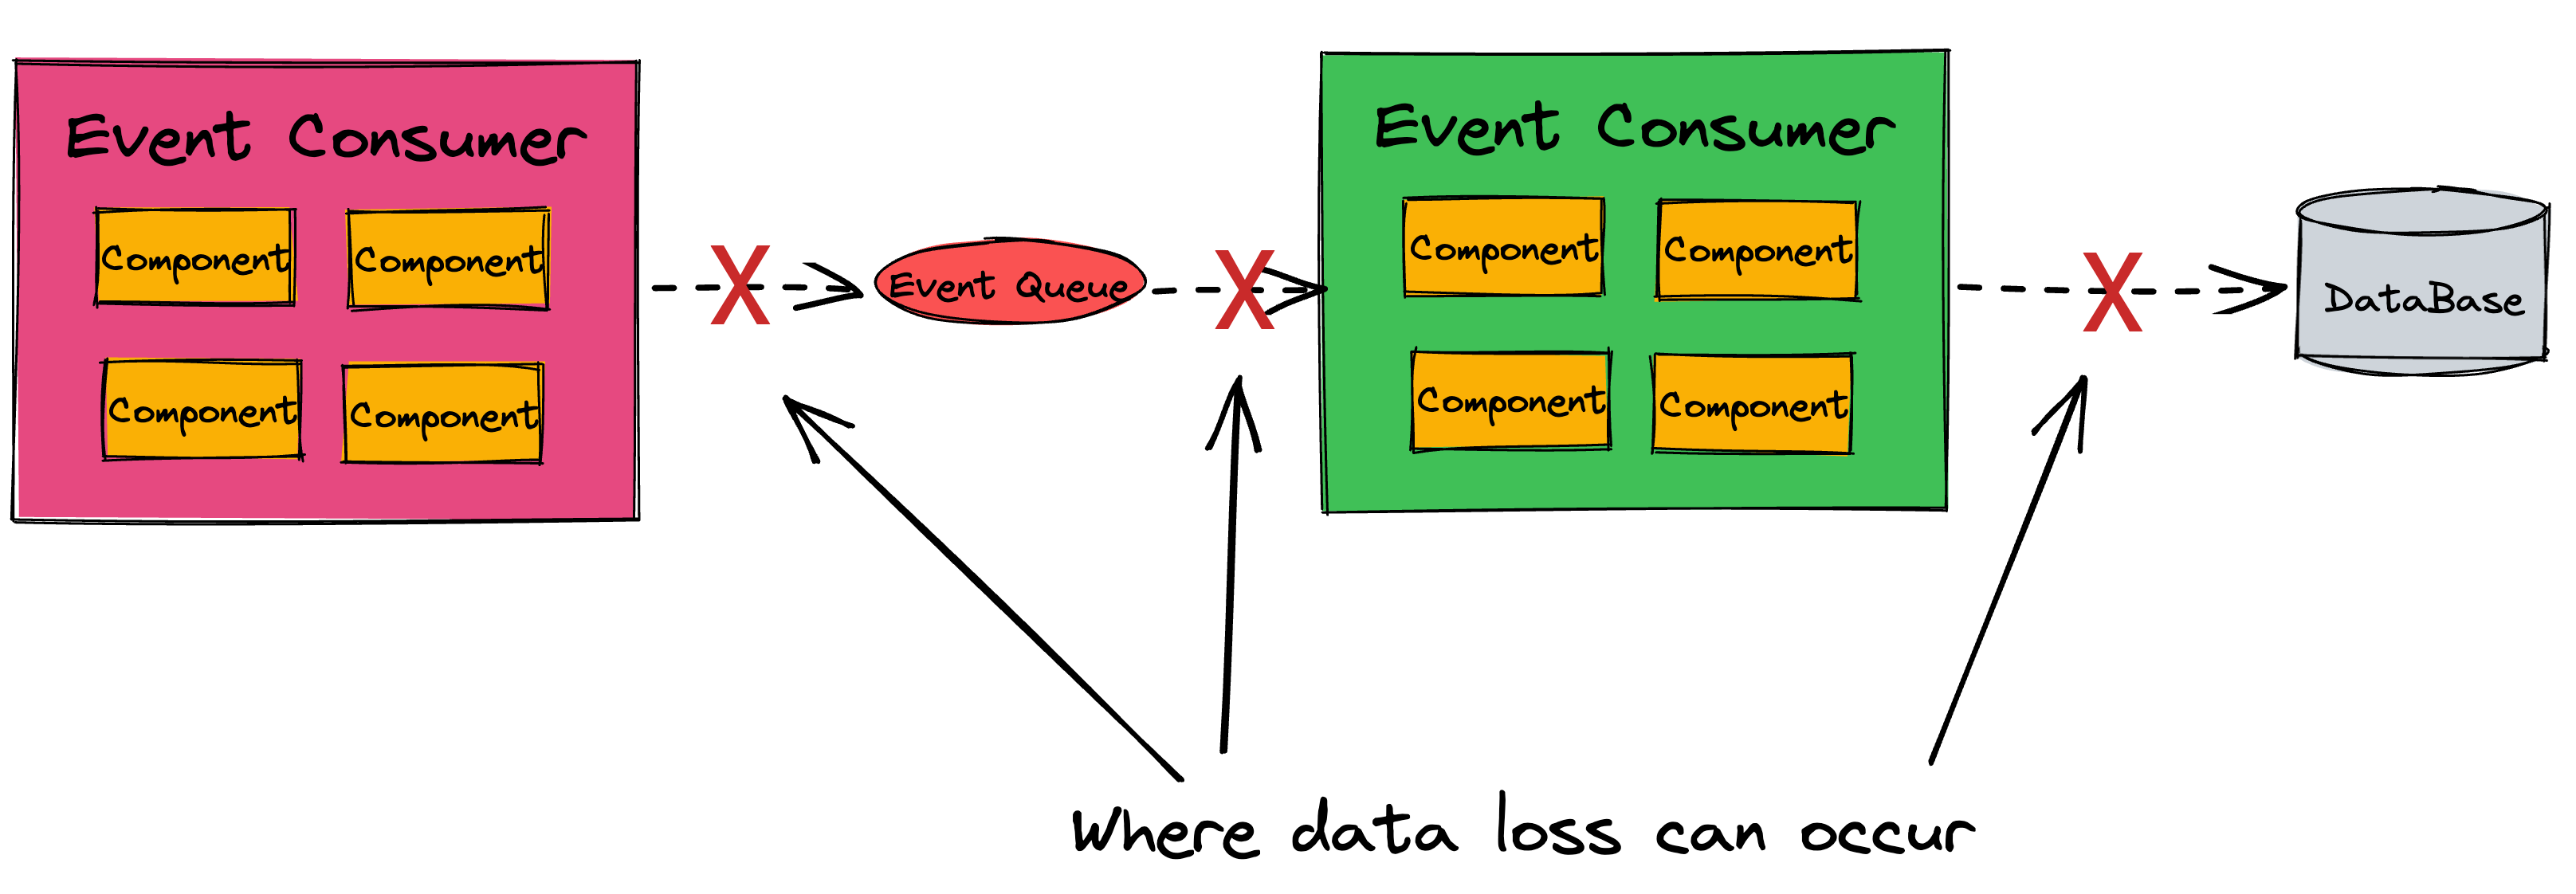 Event Consumer
Component
Component
Component
Component
X
Event Queue
X
Event Consumer
Component
Component
Component
Component
X
DataBase
Where data loss can occur